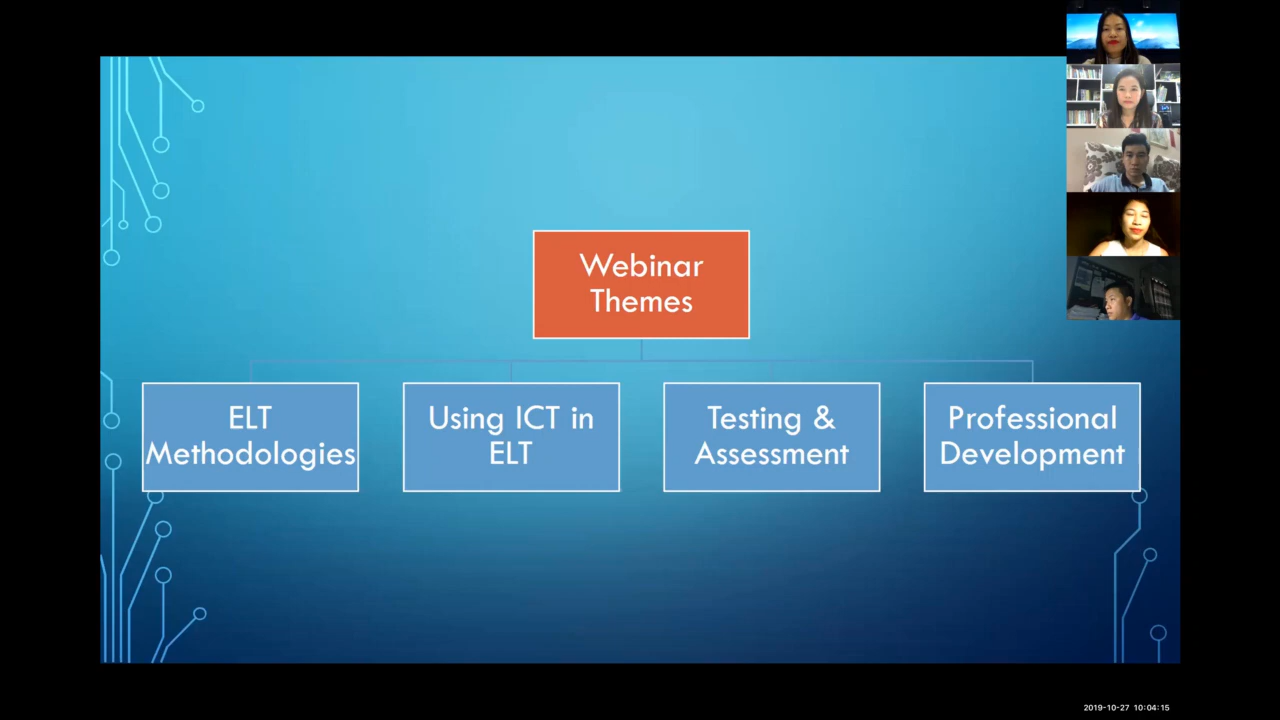 Webinar
Themes
ELT
Methodologies
Using ICT in
ELT
Testing &
Assessment
Professional
Development
2019-10-27 10:04:15